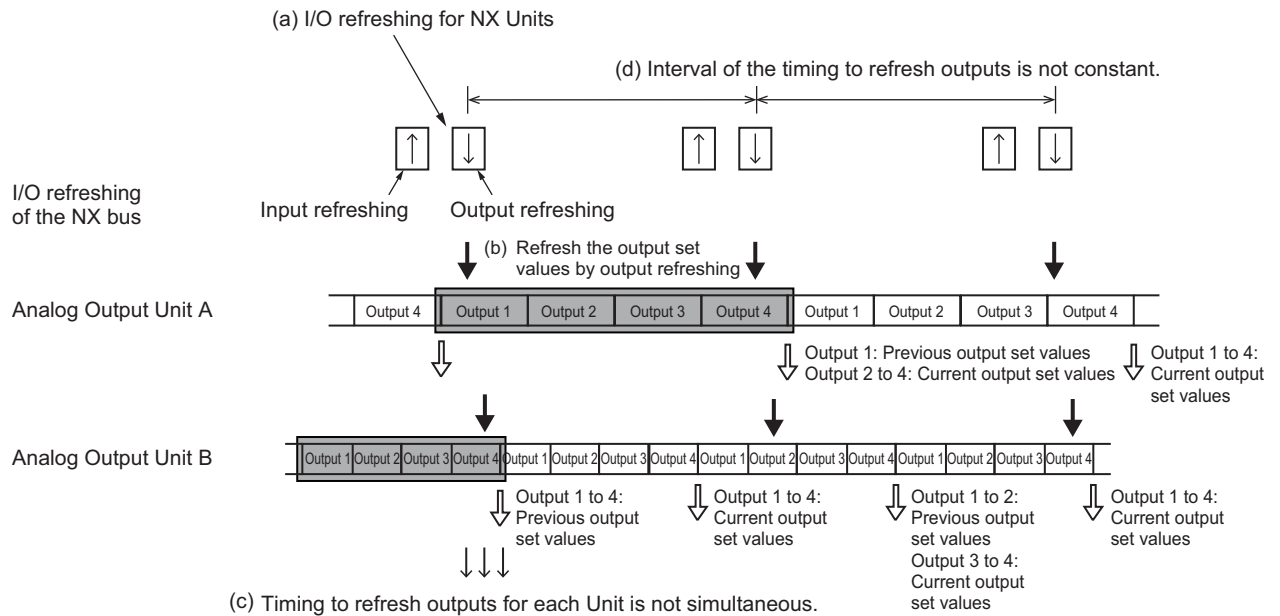 (a) I/O refreshing for NX Units
(d) Interval of the timing to refresh outputs is not constant.
I/O refreshing
of the NX bus
Input refreshing
Output refreshing
(b) Refresh the output set
values by output refreshing
Analog Output Unit A
Output 4
Output 1
Output 2
Output 3
Output 4
Output 1
Output 2
Output 3
Output 4
Output 1: Previous output set values
Output 2 to 4: Current output set values
Output 1 to 4:
Current output
set values
Analog Output Unit B
Output 1
Output 2
Output 3
Output 4
Output 1
Output 2
Output 3
Output 4
Output 1
Output 2
Output 3
Output 4
Output 1
Output 2
Output 3
Output 4
Output 1 to 4:
Previous output
set values
Output 1 to 4:
Current output
set values
Output 1 to 2:
Previous output
set values
Output 3 to 4:
Current output
set values
Output 1 to 4:
Current output
set values
(c) Timing to refresh outputs for each Unit is not simultaneous.